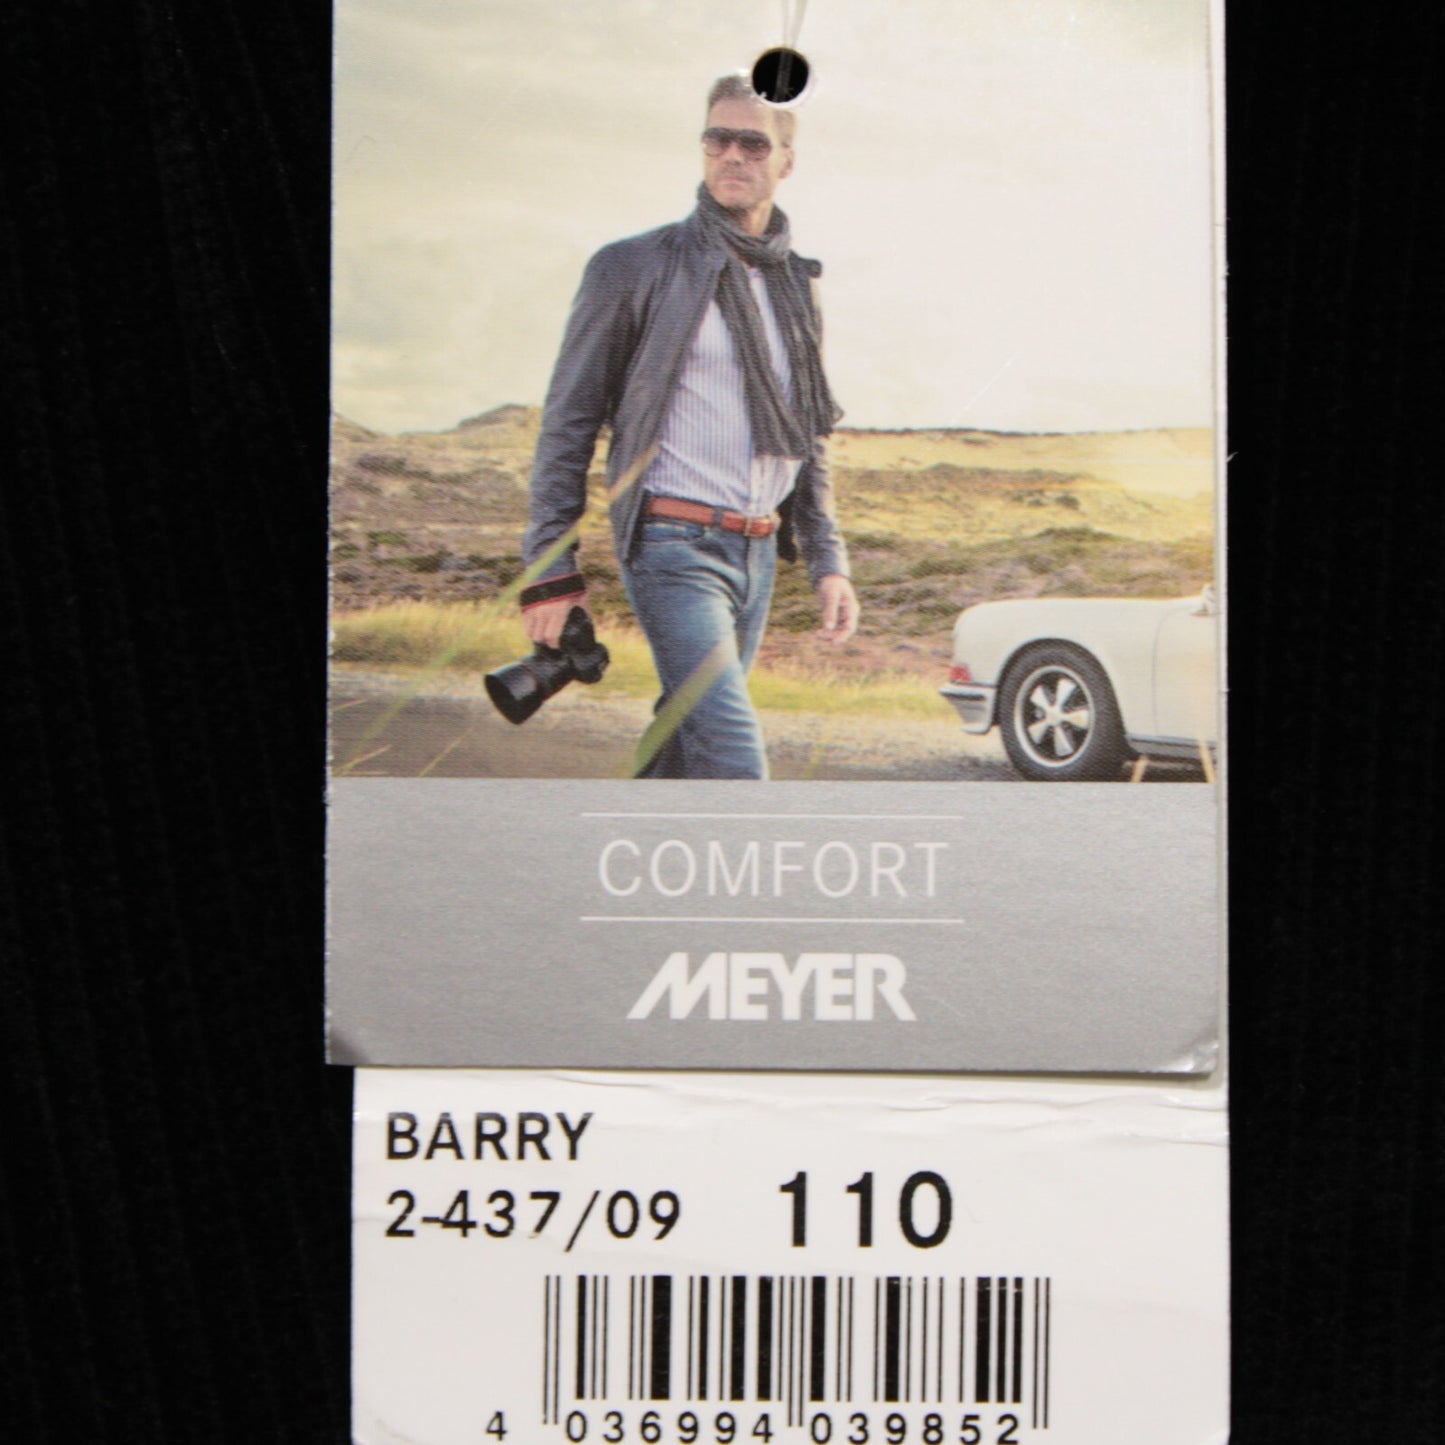 COMFORT
MEYER
BARRY
2-437/09 110
4 036994 039852